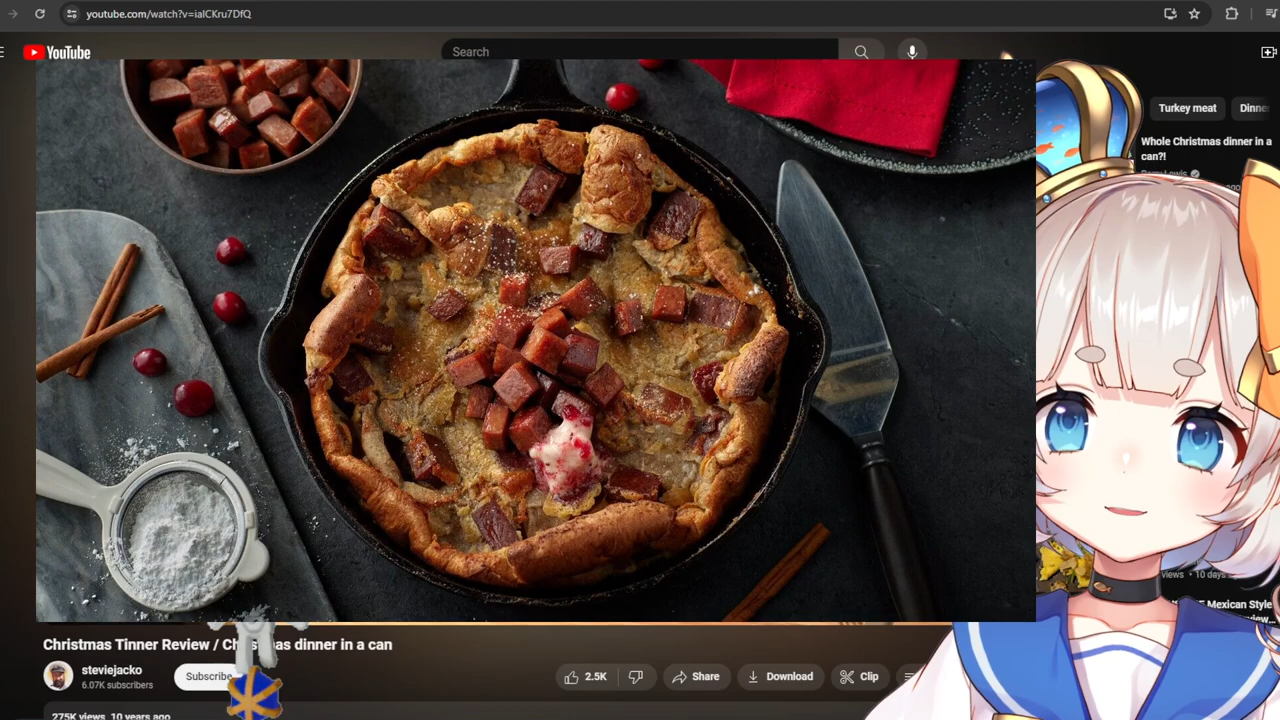 youtube.com/watch?v=ialCKru7DfQ
YouTube
Search
Turkey meat
Dinne
Whole Christmas dinner in a
can?!
views • 10 days
Mexican Style
Christmas Tinner Review / Ch s as dinner in a can
steviejacko
6.07K subscribers
Subscribe
2.5K
Share
Download
Clip
275K views 10 years ago